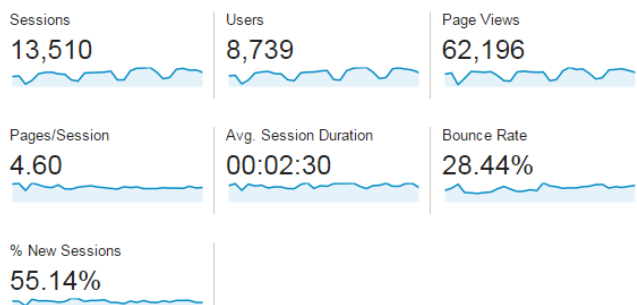 Sessions
13,510
Users
8,739
Page Views
62,196
Pages/Session
4.60
Avg. Session Duration
00:02:30
Bounce Rate
28.44%
% New Sessions
55.14%